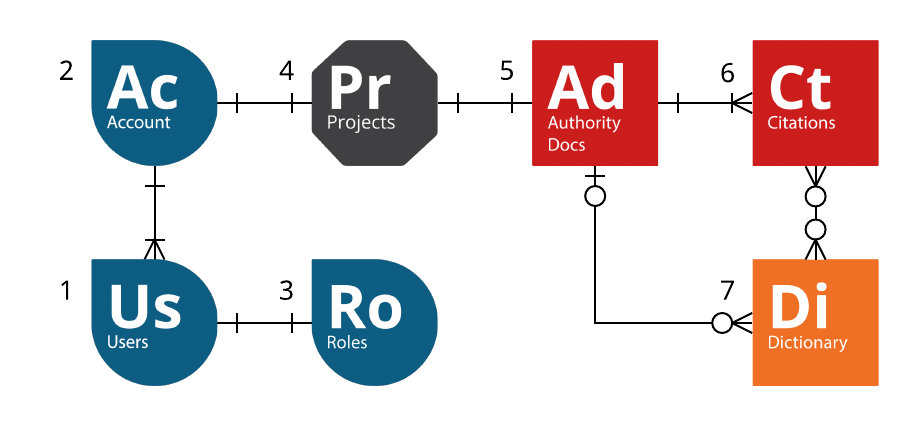 2
Ac
Account
4
Pr
Projects
5
Ad
Authority
Docs
6
Ct
Citations
1
Us
Users
3
Ro
Roles
7
Di
Dictionary